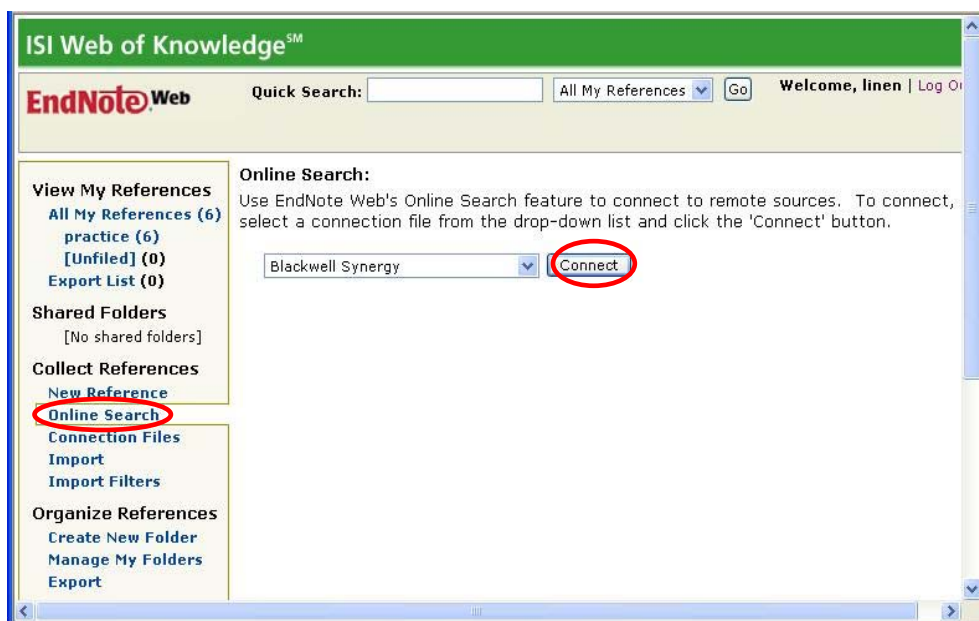 ISI Web of Knowledge℠
EndNote Web
Quick Search:
All My References
Go
Welcome, linen | Log
View My References
All My References (6)
practice (6)
[Unfiled] (0)
Export List (0)
Shared Folders
[No shared folders]
Collect References
New Reference
Online Search
Connection Files
Import
Import Filters
Organize References
Create New Folder
Manage My Folders
Export
Online Search:
Use EndNote Web's Online Search feature to connect to remote sources. To connect,
select a connection file from the drop-down list and click the 'Connect' button.
Blackwell Synergy
Connect